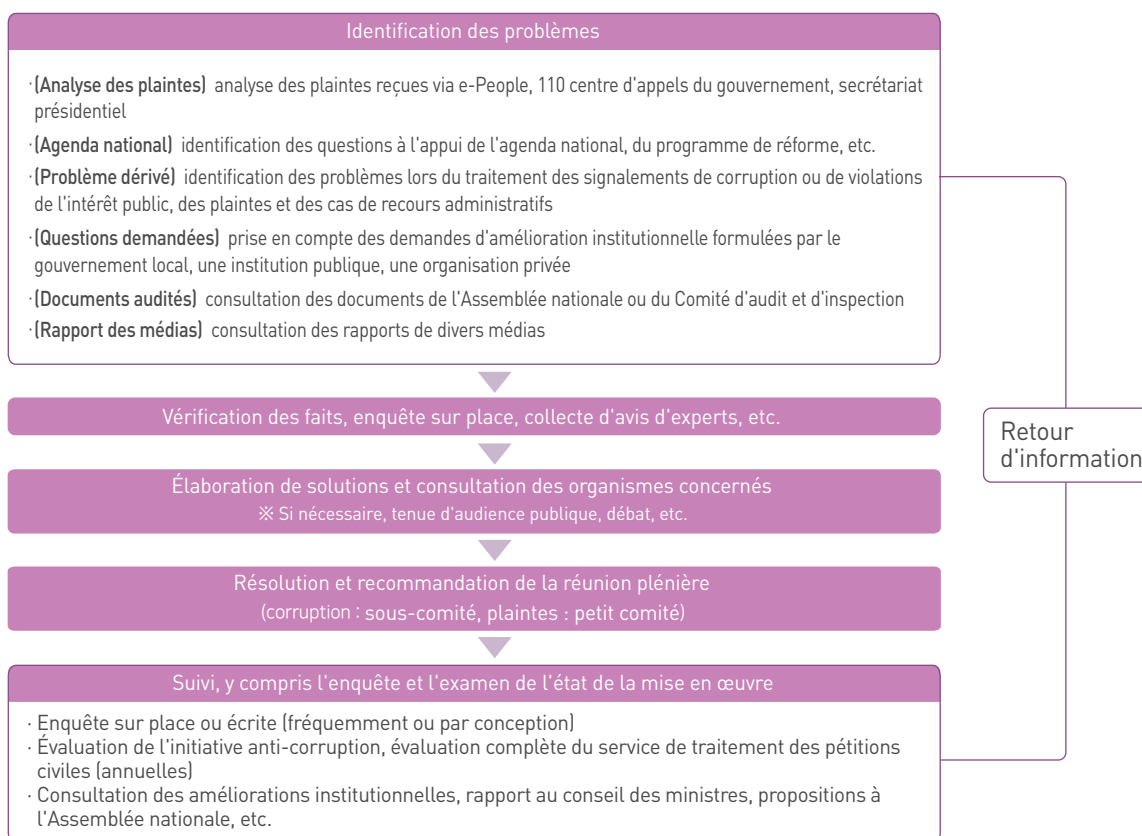 Identification des problèmes
·(Analyse des plaintes) analyse des plaintes reçues via e-People, 110 centre d'appels du gouvernement, secrétariat
présidentiel
·(Agenda national) identification des questions à l'appui de l'agenda national, du programme de réforme, etc.
·(Problème dérivé) identification des problèmes lors du traitement des signalements de corruption ou de violations
de l'intérêt public, des plaintes et des cas de recours administratifs
·(Questions demandées) prise en compte des demandes d'amélioration institutionnelle formulées par le
gouvernement local, une institution publique, une organisation privée
·(Documents audités) consultation des documents de l'Assemblée nationale ou du Comité d'audit et d'inspection
·(Rapport des médias) consultation des rapports de divers médias
Vérification des faits, enquête sur place, collecte d'avis d'experts, etc.
Élaboration de solutions et consultation des organismes concernés
※ Si nécessaire, tenue d'audience publique, débat, etc.
Résolution et recommandation de la réunion plénière
(corruption : sous-comité, plaintes : petit comité)
Suivi, y compris l'enquête et l'examen de l'état de la mise en œuvre
· Enquête sur place ou écrite (fréquemment ou par conception)
· Évaluation de l'initiative anti-corruption, évaluation complète du service de traitement des pétitions
civiles (annuelles)
· Consultation des améliorations institutionnelles, rapport au conseil des ministres, propositions à
l'Assemblée nationale, etc.
Retour
d'information